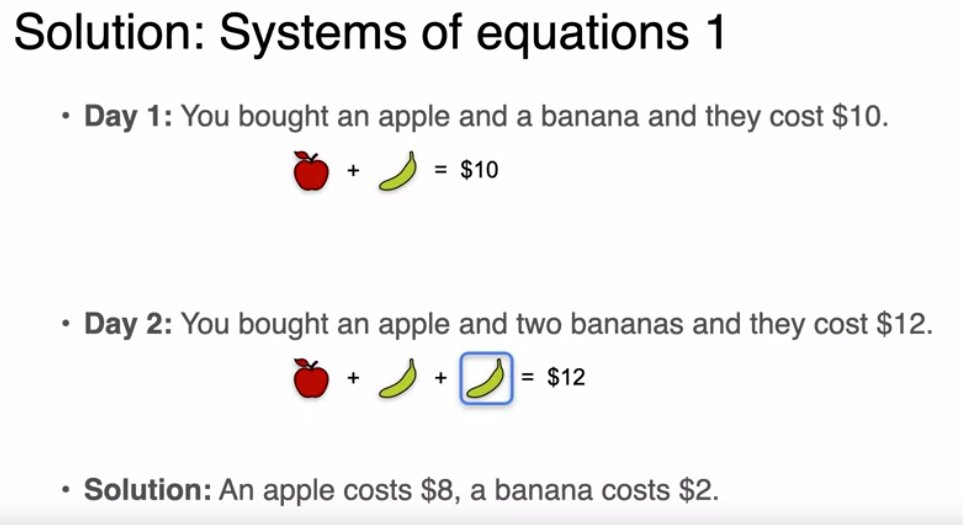 Solution: Systems of equations 1
• Day 1: You bought an apple and a banana and they cost $10.
+ = $10
• Day 2: You bought an apple and two bananas and they cost $12.
+ + = $12
• Solution: An apple costs $8, a banana costs $2.